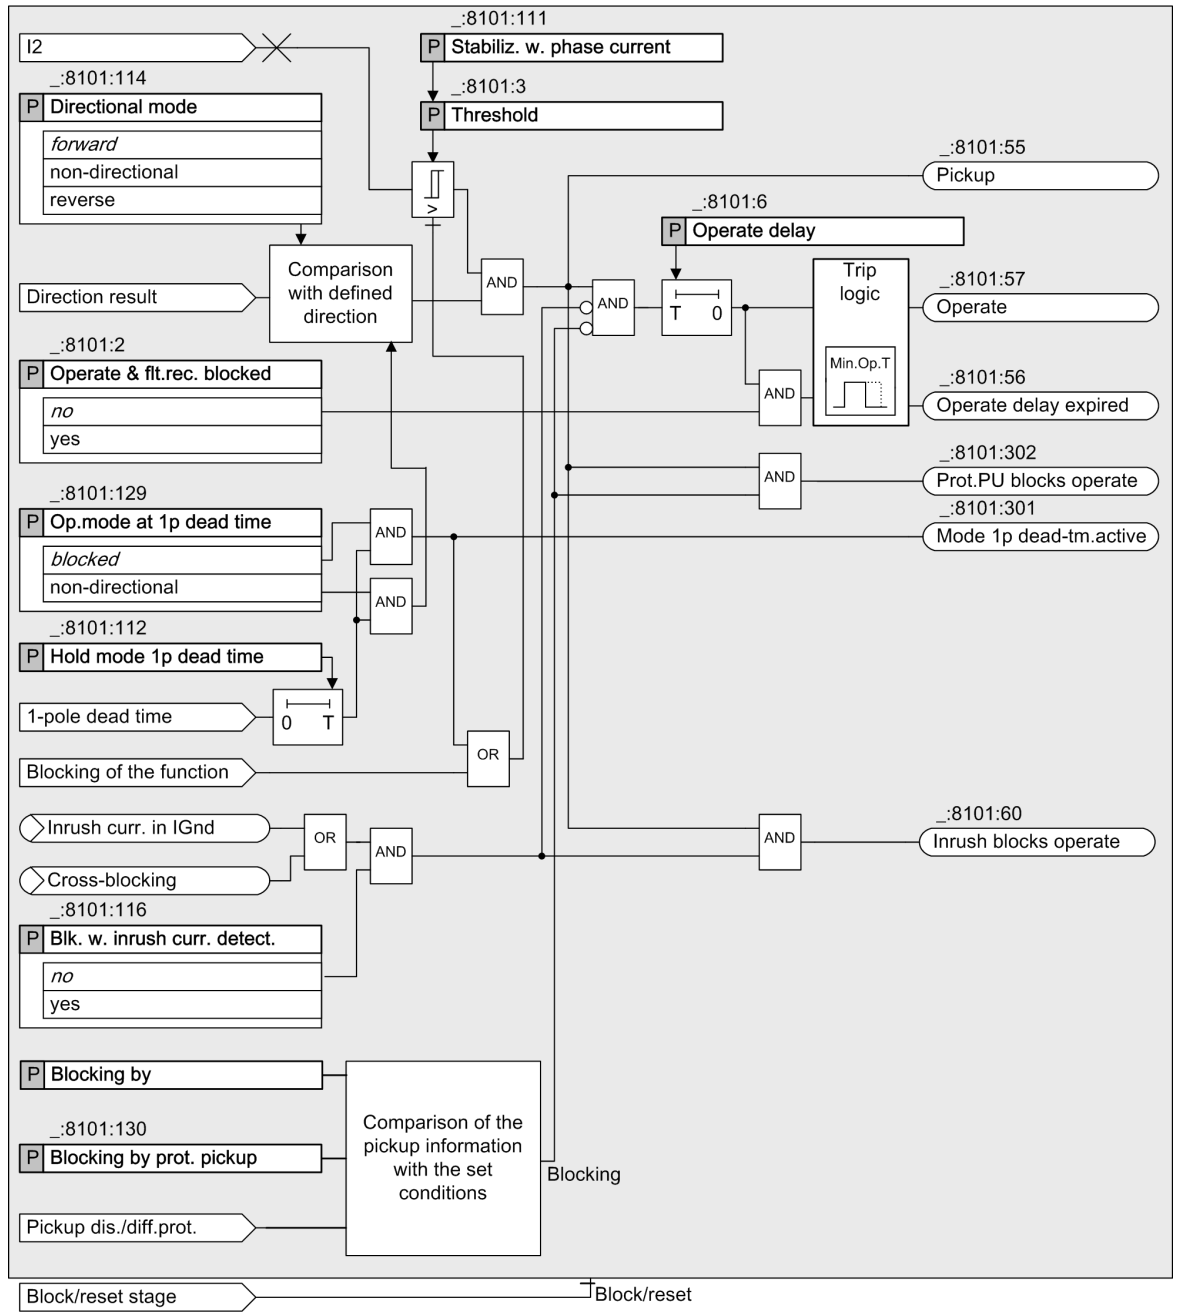 _:8101:111
I2
P Stabiliz. w. phase current
_:8101:114
_:8101:3
P Directional mode
P Threshold
forward
non-directional
reverse
_:8101:55
Pickup
_:8101:6
P Operate delay
Comparison
with defined
direction
Direction result
AND
AND
T 0
Trip
logic
_:8101:57
Operate
_:8101:2
P Operate & flt.rec. blocked
no
yes
AND
Min.Op.T
_:8101:56
Operate delay expired
_:8101:302
AND
Prot.PU blocks operate
_:8101:129
_:8101:301
P Op.mode at 1p dead time
AND
Mode 1p dead-tm.active
blocked
non-directional
AND
_:8101:112
P Hold mode 1p dead time
1-pole dead time
0 T
OR
Blocking of the function
_:8101:60
Inrush curr. in IGnd
OR
AND
AND
Inrush blocks operate
Cross-blocking
_:8101:116
P Blk. w. inrush curr. detect.
no
yes
P Blocking by
_:8101:130
P Blocking by prot. pickup
Comparison of the
pickup information
with the set
conditions
Blocking
Pickup dis./diff.prot.
Block/reset stage
Block/reset